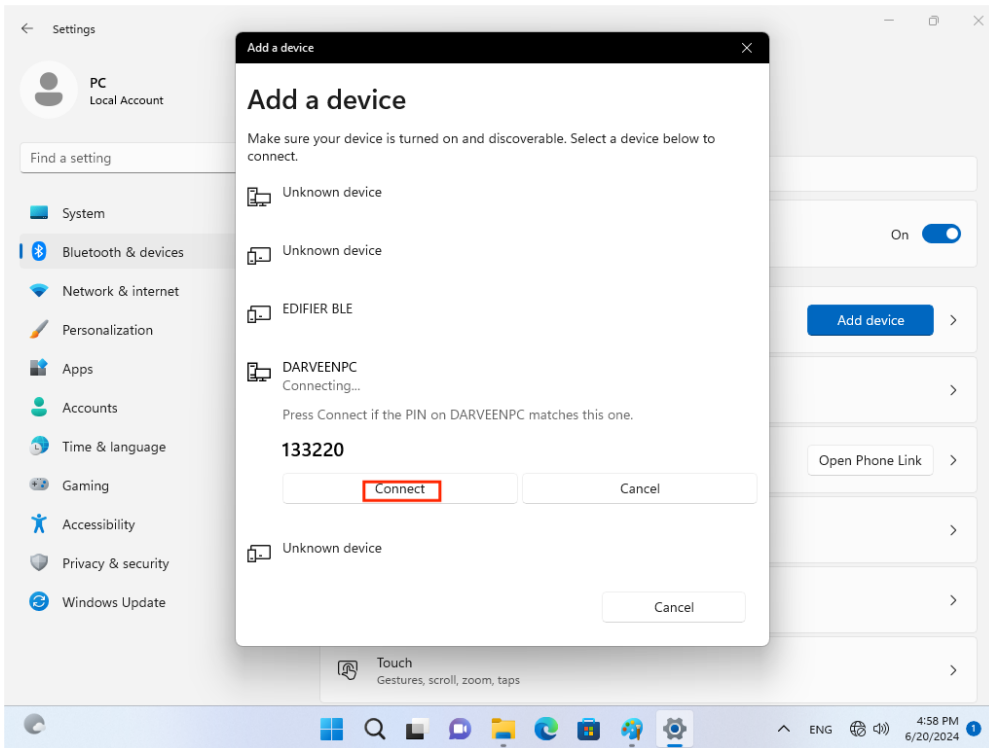 Settings
PC
Local Account
Find a setting
System
Bluetooth & devices
Network & internet
Personalization
Apps
Accounts
Time & language
Gaming
Accessibility
Privacy & security
Windows Update
Add a device
Add a device
Make sure your device is turned on and discoverable. Select a device below to
connect.
Unknown device
Unknown device
EDIFIER BLE
DARVEENPC
Connecting...
Press Connect if the PIN on DARVEENPC matches this one.
133220
Connect
Cancel
Unknown device
Cancel
On
Add device
Open Phone Link
Touch
Gestures, scroll, zoom, taps
ENG
4:58 PM
6/20/2024
1